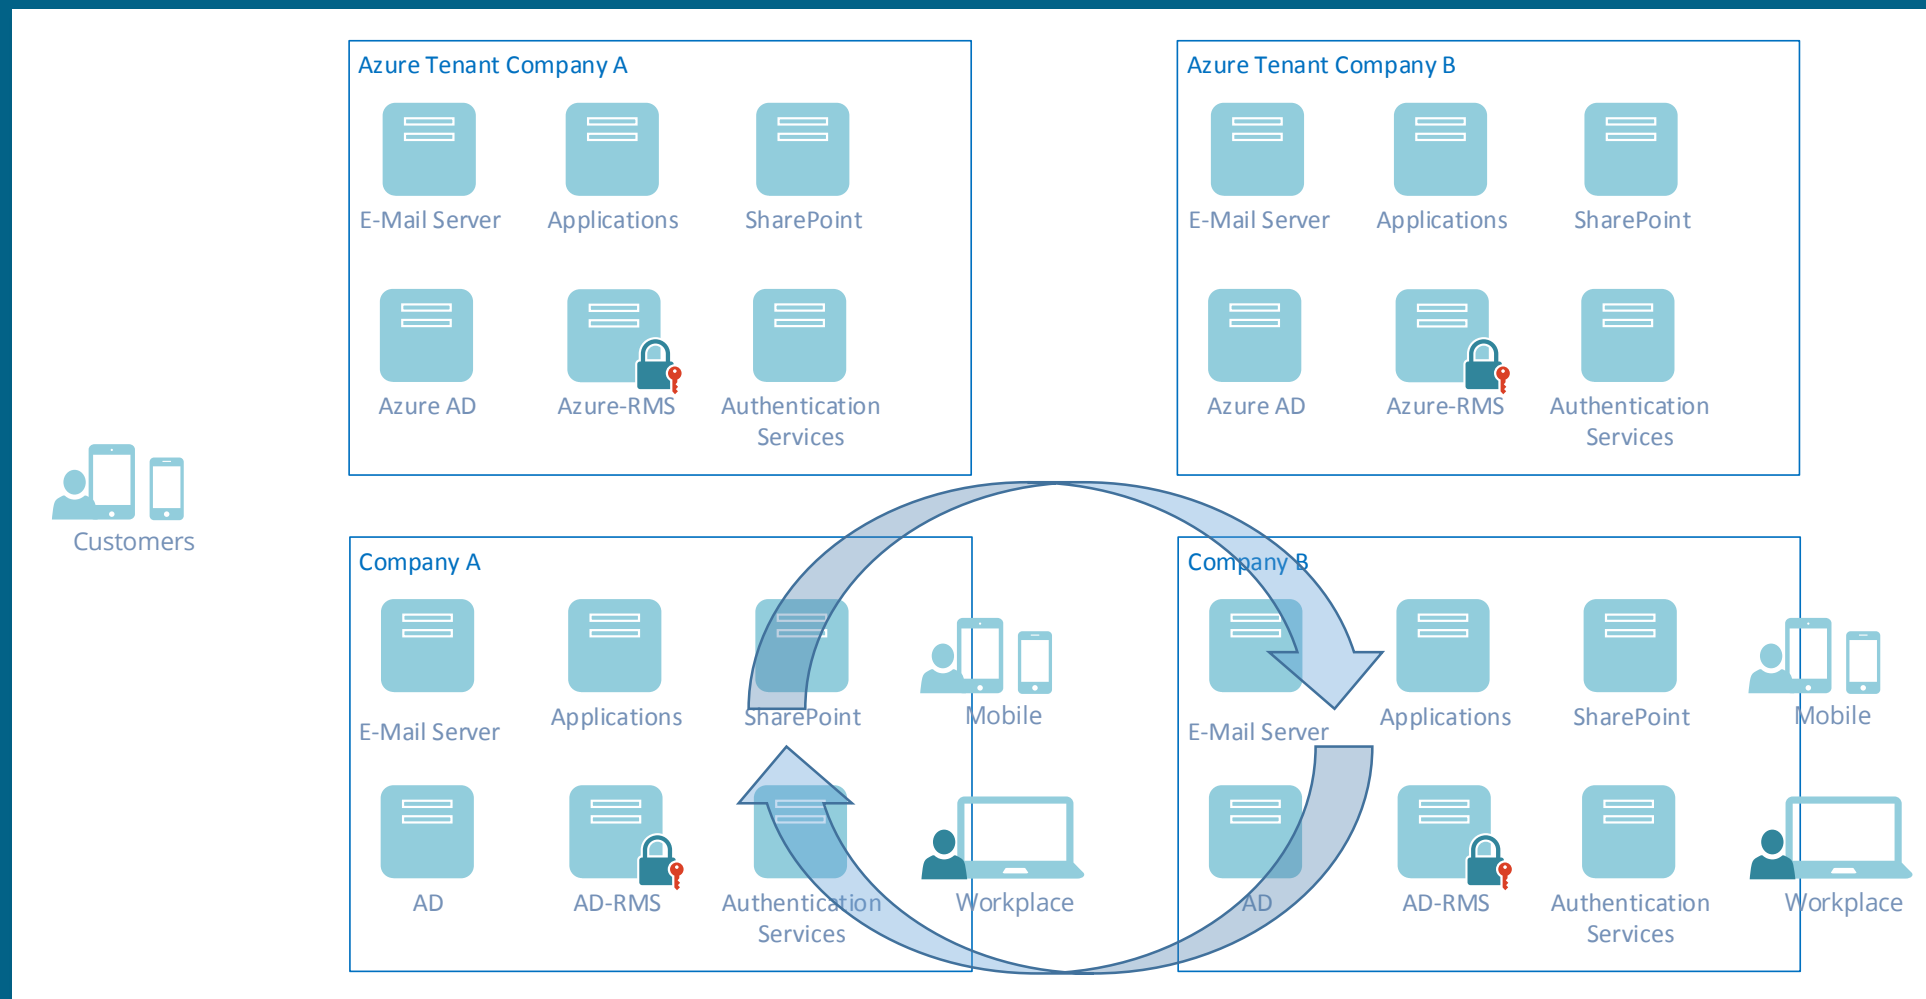 Azure Tenant Company A
E-Mail Server
Applications
SharePoint
Azure AD
Azure-RMS
Authentication
Services
Azure Tenant Company B
E-Mail Server
Applications
SharePoint
Azure AD
Azure-RMS
Authentication
Services
Customers
Company A
E-Mail Server
Applications
SharePoint
Mobile
AD
AD-RMS
Authentication
Services
Workplace
Company B
E-Mail Server
Applications
SharePoint
Mobile
AD
AD-RMS
Authentication
Services
Workplace